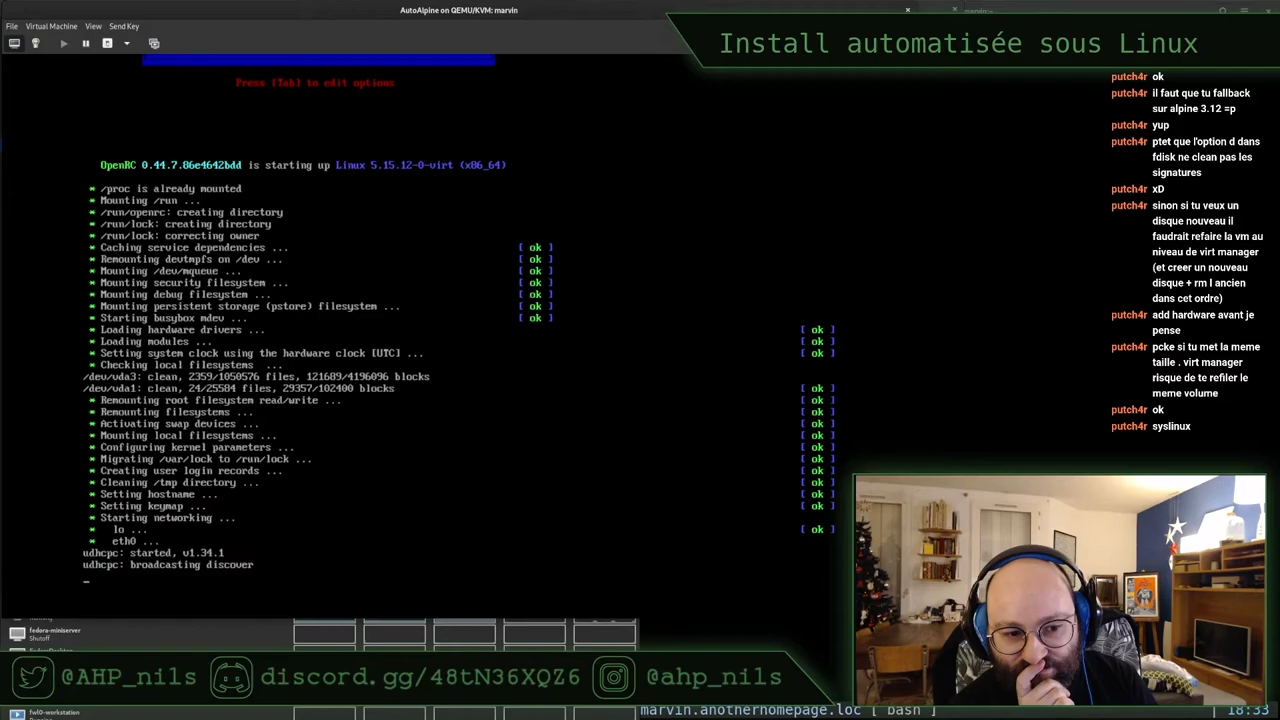 AutoAlpine on QEMU/KVM: marvin
File Virtual Machine View Send Key
Install automatisée sous Linux
Press [Tab] to edit options
OpenRC 0.44.7.86e4642bdd is starting up Linux 5.15.12-0-virt (x86_64)
* /proc is already mounted
* Mounting /run ...
* /run/openrc: creating directory
* /run/lock: creating directory
* /run/lock: correcting owner
* Caching service dependencies ... [ ok ]
* Remounting devtmpfs on /dev ... [ ok ]
* Mounting /dev/mqueue ... [ ok ]
* Mounting security filesystem ... [ ok ]
* Mounting debug filesystem ... [ ok ]
* Mounting persistent storage (pstore) filesystem ... [ ok ]
* Starting busybox mdev ... [ ok ]
* Loading hardware drivers ... [ ok ]
* Loading modules ... [ ok ]
* Setting system clock using the hardware clock [UTC] ... [ ok ]
* Checking local filesystems ...
/dev/vda3: clean, 2359/1050576 files, 121689/4196096 blocks
/dev/vda1: clean, 24/25584 files, 29357/102400 blocks [ ok ]
* Remounting root filesystem read/write ... [ ok ]
* Remounting filesystems ... [ ok ]
* Activating swap devices ... [ ok ]
* Mounting local filesystems ... [ ok ]
* Configuring kernel parameters ... [ ok ]
* Migrating /var/lock to /run/lock ... [ ok ]
* Creating user login records ... [ ok ]
* Cleaning /tmp directory ... [ ok ]
* Setting hostname ... [ ok ]
* Setting keymap ... [ ok ]
* Starting networking ...
* lo ... [ ok ]
* eth0 ...
udhcpc: started, v1.34.1
udhcpc: broadcasting discover
putch4r ok
putch4r il faut que tu fallback
sur alpine 3.12 =p
putch4r yup
putch4r ptet que l'option d dans
fdisk ne clean pas les
signatures
putch4r xD
putch4r sinon si tu veux un
disque nouveau il
faudrait refaire la vm au
niveau de virt manager
(et creer un nouveau
disque + rm l ancien
dans cet ordre)
putch4r add hardware avant je
pense
putch4r pcke si tu met la meme
taille . virt manager
risque de te refiler le
meme volume
putch4r ok
putch4r syslinux
fedora-miniserver
Shutoff
@AHP_nils discord.gg/48tN36XQZ6 @ahp_nils
fwl0-workstation
marvin.anotherhomepage.loc [ bash ] 18:33